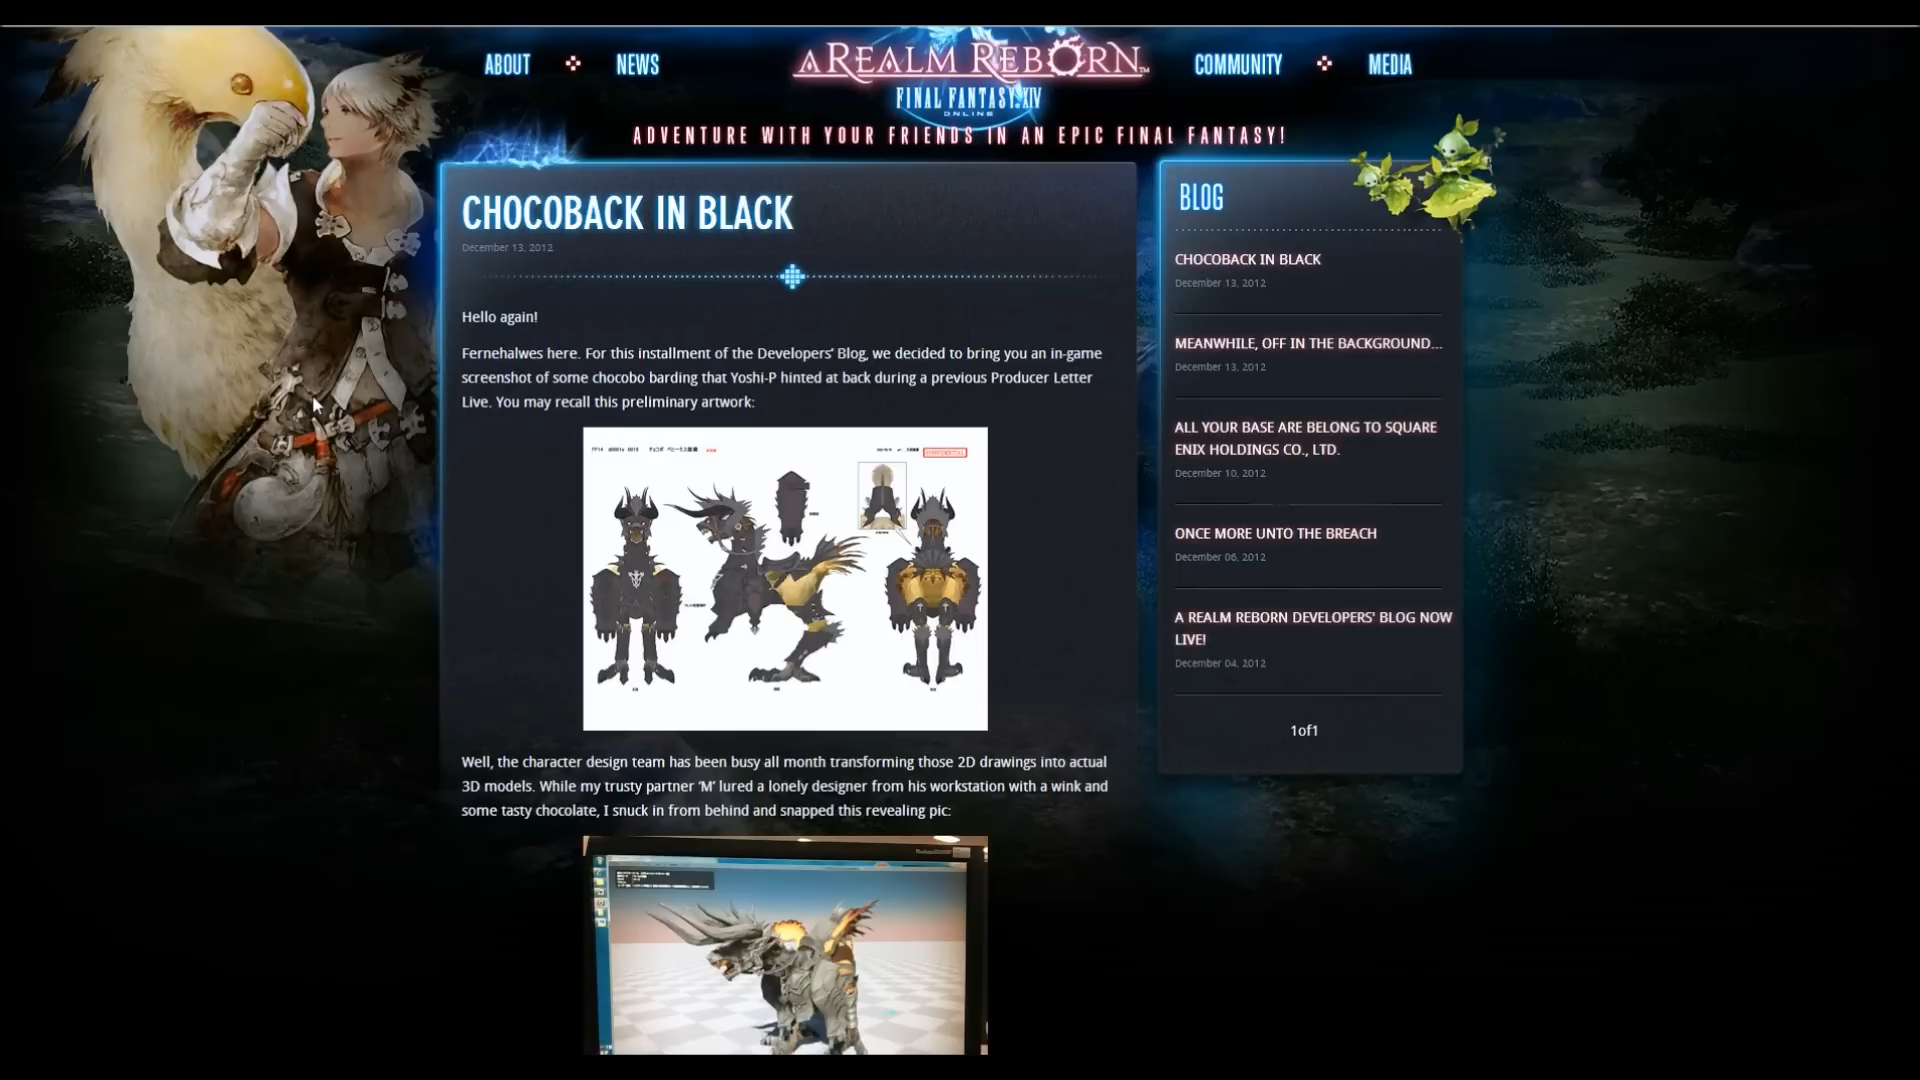 ABOUT
NEWS
A REALM REBORN
FINAL FANTASY XIV
ONLINE
COMMUNITY
MEDIA
ADVENTURE WITH YOUR FRIENDS IN AN EPIC FINAL FANTASY!
CHOCOBACK IN BLACK
December 13, 2012
Hello again!
Fernehalwes here. For this installment of the Developers' Blog, we decided to bring you an in-game
screenshot of some chocobo barding that Yoshi-P hinted at back during a previous Producer Letter
Live. You may recall this preliminary artwork:
CONFIDENTIAL
Well, the character design team has been busy all month transforming those 2D drawings into actual
3D models. While my trusty partner 'M' lured a lonely designer from his workstation with a wink and
some tasty chocolate, I snuck in from behind and snapped this revealing pic:
BLOG
CHOCOBACK IN BLACK
December 13, 2012
MEANWHILE, OFF IN THE BACKGROUND...
December 13, 2012
ALL YOUR BASE ARE BELONG TO SQUARE
ENIX HOLDINGS CO., LTD.
December 10, 2012
ONCE MORE UNTO THE BREACH
December 06, 2012
A REALM REBORN DEVELOPERS' BLOG NOW
LIVE!
December 04, 2012
1of1